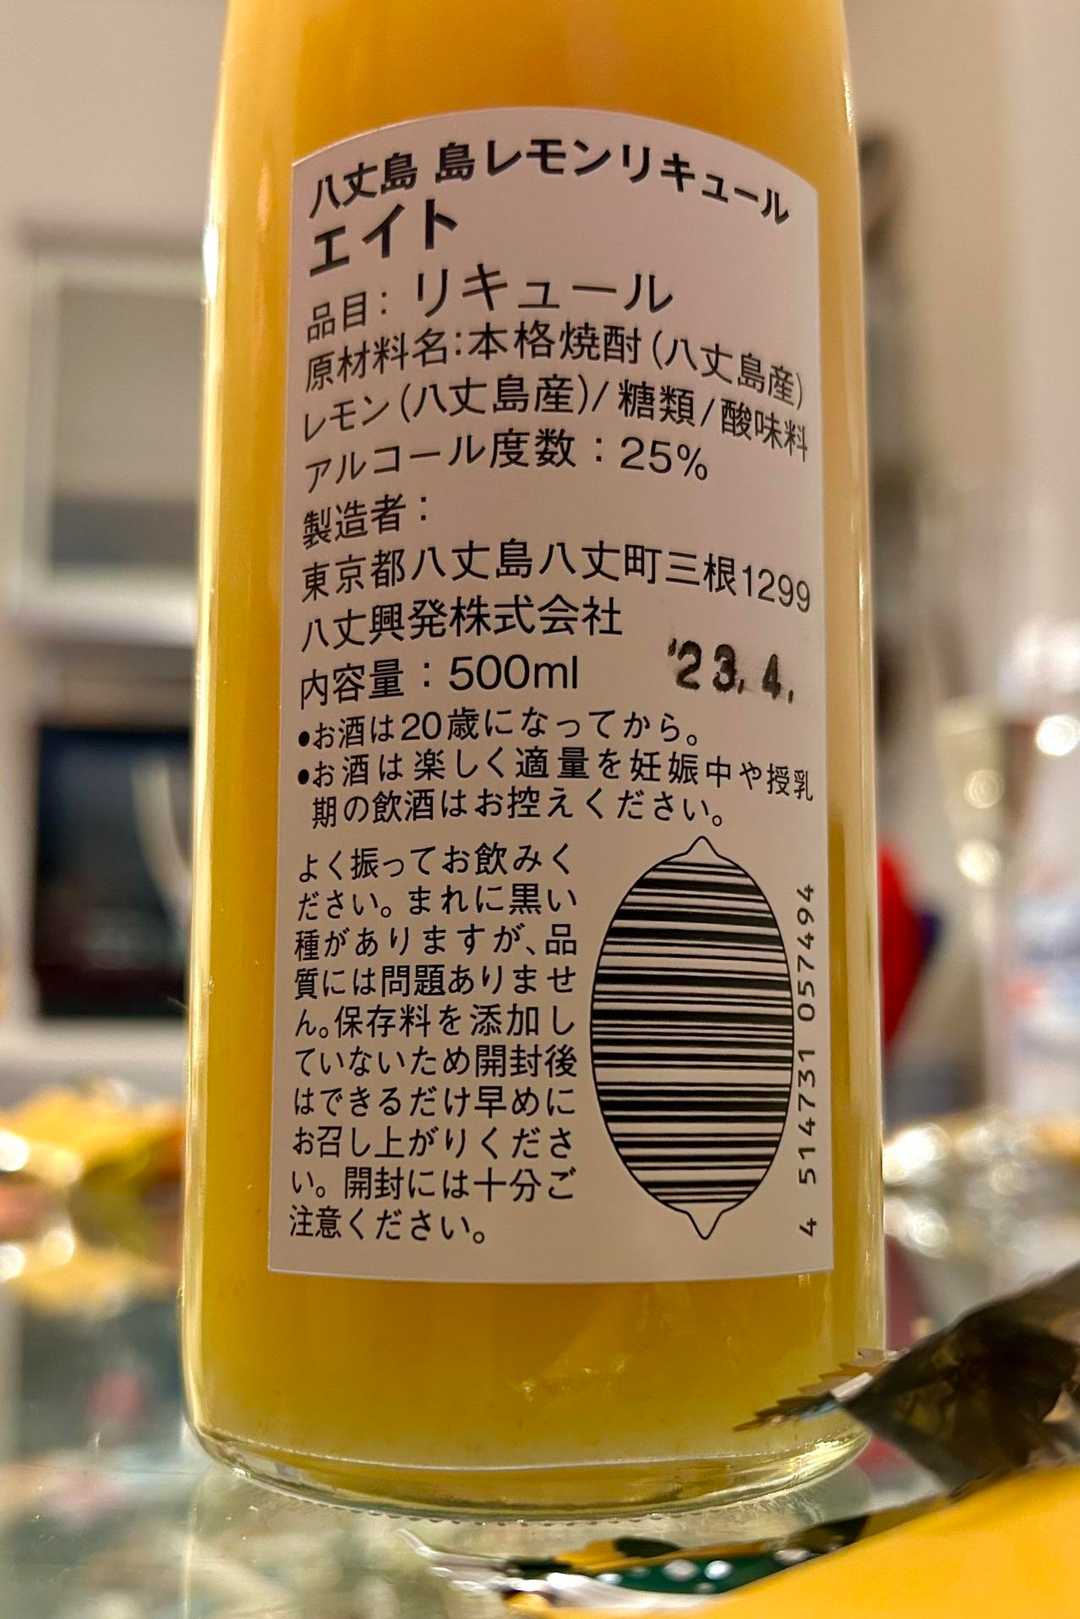 八丈島 島レモンリキュール
エイト
品目：リキュール
原材料名:本格焼酎(八丈島産)
レモン(八丈島産)/糖類/酸味料
アルコール度数：25%
製造者：
東京都八丈島八丈町三根1299
八丈興発株式会社
内容量：500ml
'23.4.
●お酒は20歳になってから。
●お酒は楽しく適量を妊娠中や授乳
期の飲酒はお控えください。
よく振ってお飲みく
ださい。まれに黒い
種がありますが、品
質には問題ありませ
ん。保存料を添加し
ていないため開封後
はできるだけ早めに
お召し上がりくださ
い。開封には十分ご
注意ください。
4 514731 057494